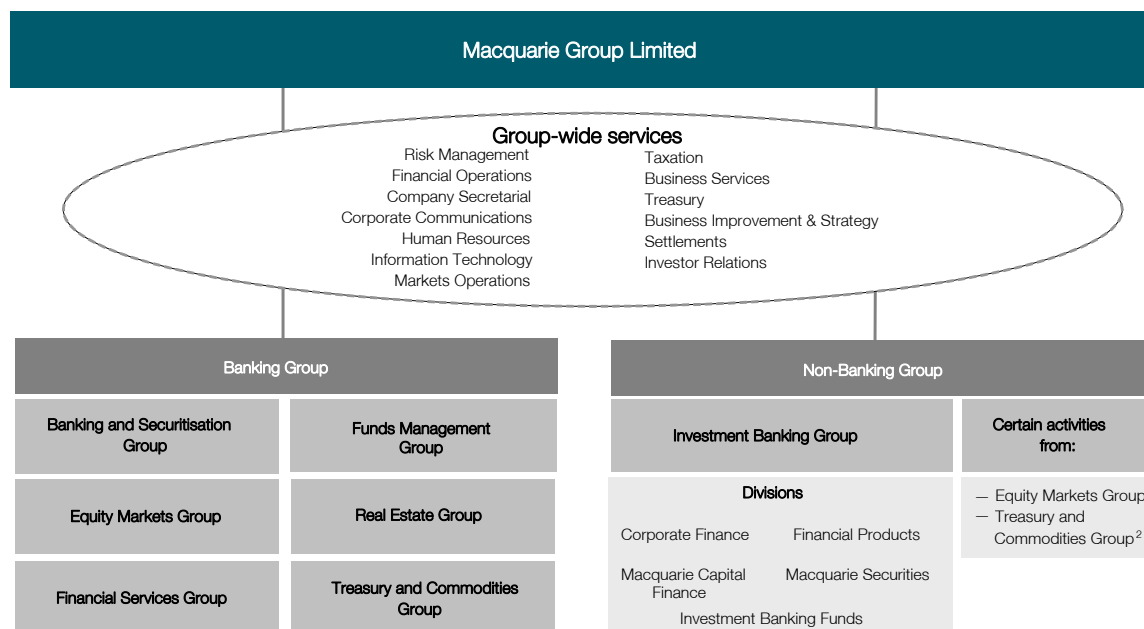 Macquarie Group Limited
Group-wide services
Risk Management
Financial Operations
Company Secretarial
Corporate Communications
Human Resources
Information Technology
Markets Operations
Taxation
Business Services
Treasury
Business Improvement & Strategy
Settlements
Investor Relations
Banking Group
Banking and Securitisation
Group
Funds Management
Group
Equity Markets Group
Real Estate Group
Financial Services Group
Treasury and Commodities
Group
Non-Banking Group
Investment Banking Group
Divisions
Corporate Finance
Financial Products
Macquarie Capital
Finance
Macquarie Securities
Investment Banking Funds
Certain activities
from:
— Equity Markets Group
— Treasury and
Commodities Group 2